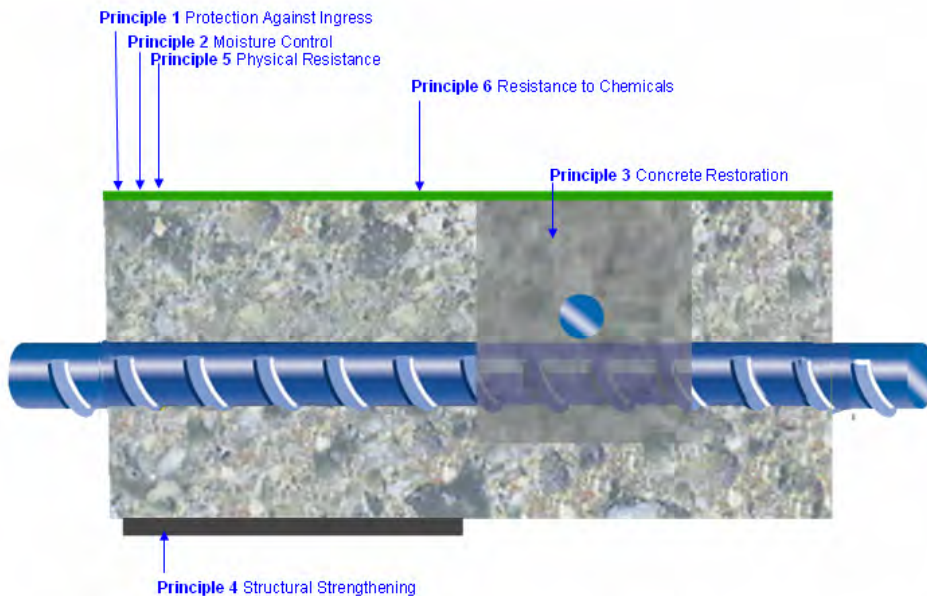 Principle 1 Protection Against Ingress
Principle 2 Moisture Control
Principle 5 Physical Resistance
Principle 6 Resistance to Chemicals
Principle 3 Concrete Restoration
Principle 4 Structural Strengthening